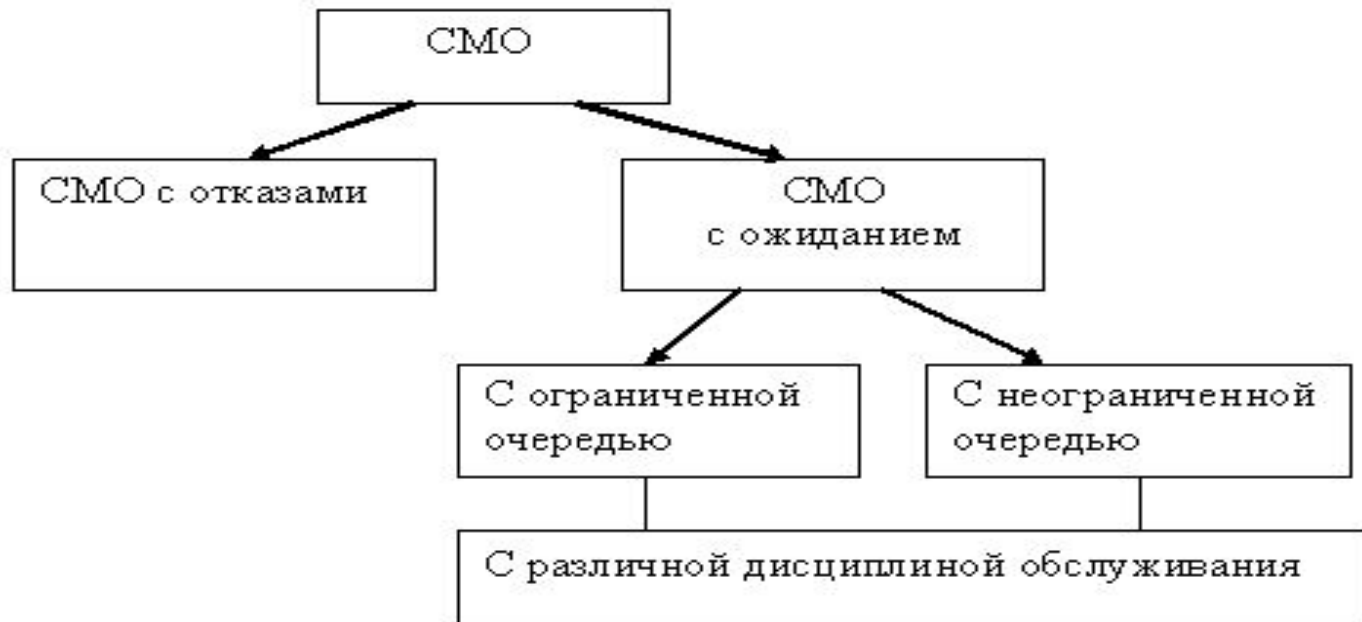 СМО
СМО с отказами
СМО
с ожиданием
С ограниченной
очередью
С неограниченной
очередью
С различной дисциплиной обслуживания